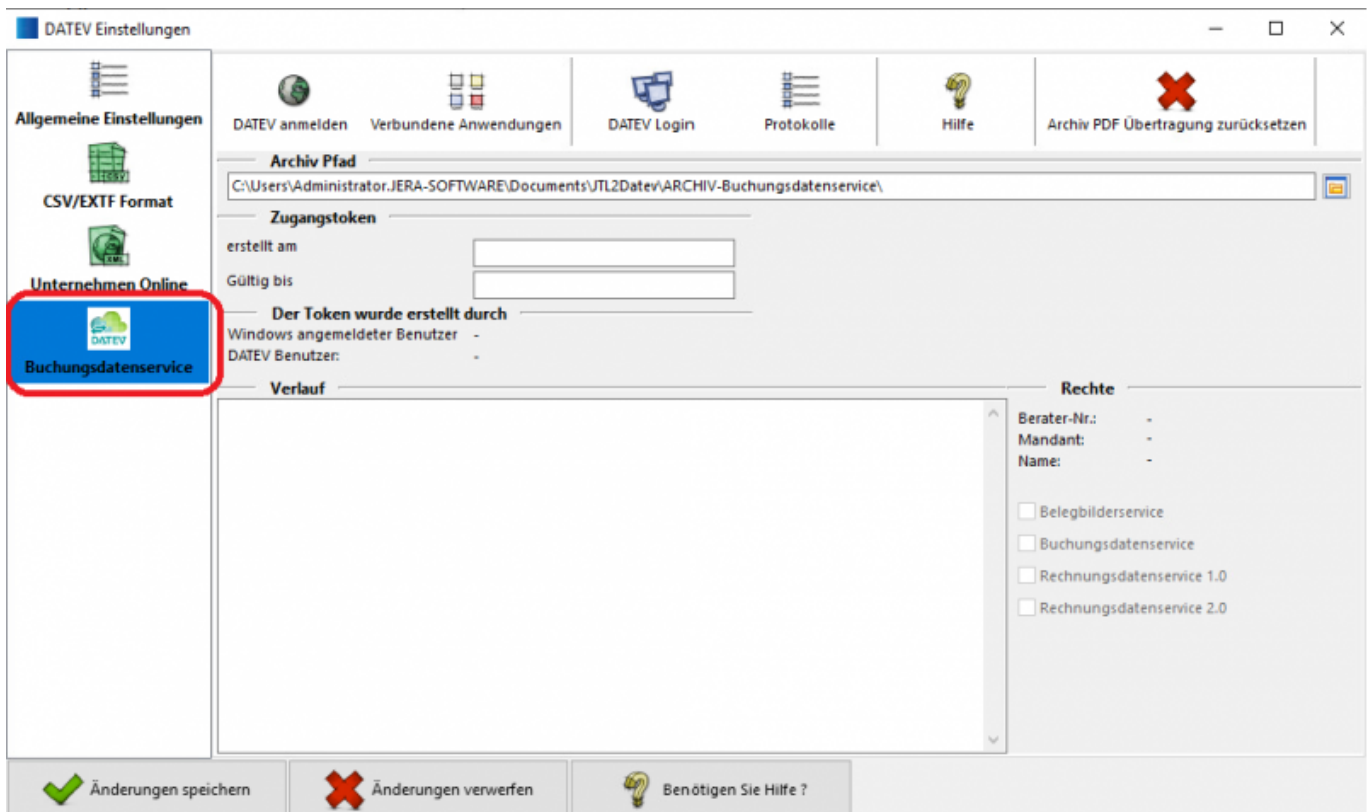 DATEV Einstellungen
Allgemeine Einstellungen
CSV/EXTF Format
Unternehmen Online
DATEV
Buchungsdatenservice
DATEV anmelden
Verbundene Anwendungen
DATEV Login
Protokolle
Hilfe
Archiv PDF Übertragung zurücksetzen
Archiv Pfad
C:\Users\Administrator.JERA-SOFTWARE\Documents\JTL2Datev\ARCHIV-Buchungsdatenservice\
Zugangstoken
erstellt am
Gültig bis
Der Token wurde erstellt durch
Windows angemeldeter Benutzer -
DATEV Benutzer: -
Verlauf
Rechte
Berater-Nr.: -
Mandant: -
Name: -
Belegbilderservice
Buchungsdatenservice
Rechnungsdatenservice 1.0
Rechnungsdatenservice 2.0
Änderungen speichern
Änderungen verwerfen
Benötigen Sie Hilfe ?